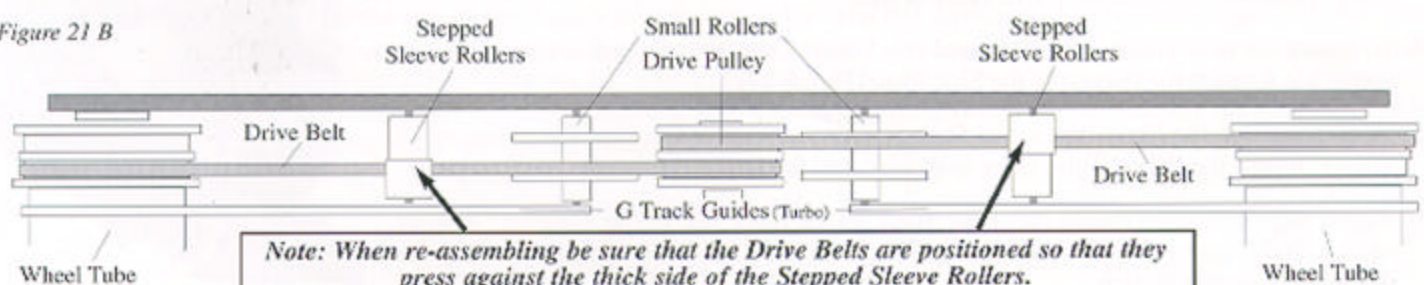 Figure 21 B
Stepped
Sleeve Rollers
Small Rollers
Drive Pulley
Stepped
Sleeve Rollers
Drive Belt
Drive Belt
G Track Guides (Turbo)
Wheel Tube
Wheel Tube
Note: When re-assembling be sure that the Drive Belts are positioned so that they
press against the thick side of the Stepped Sleeve Rollers.